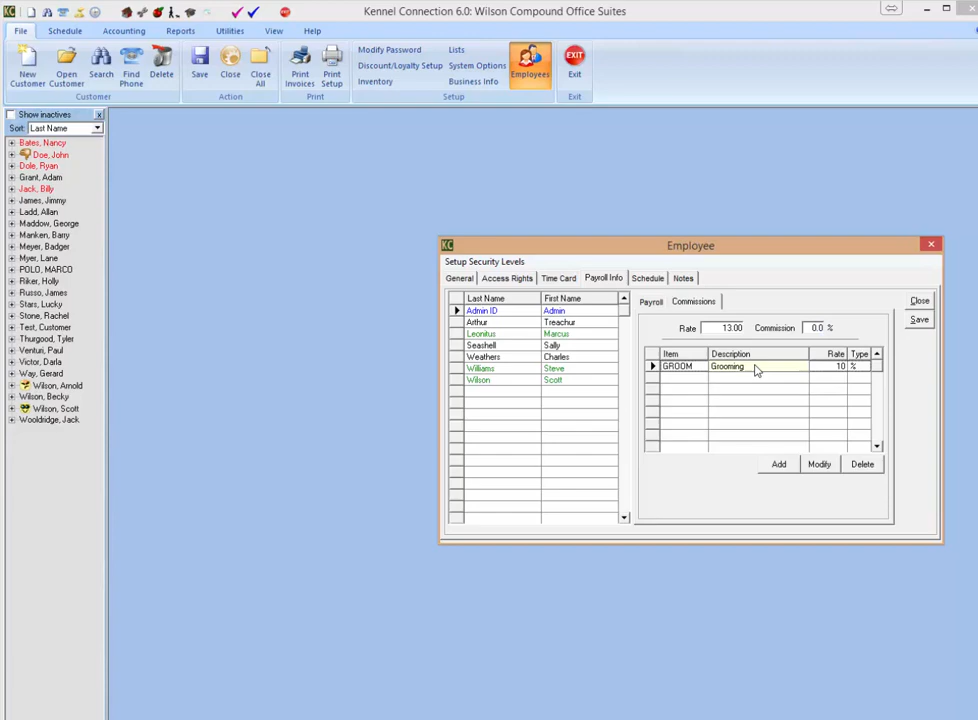 KC Kennel Connection 6.0: Wilson Compound Office Suites
File Schedule Accounting Reports Utilities View Help
New Customer Open Customer Search Find Phone Delete
Customer
Save Close Close All
Action
Print Invoices Print Setup
Print
Modify Password Lists
Discount/Loyalty Setup System Options
Inventory Business Info
Employees
Setup
EXIT
Exit
Exit
Show inactives x
Sort: Last Name
Bates, Nancy
Doe, John
Dole, Ryan
Grant, Adam
Jack, Billy
James, Jimmy
Ladd, Allan
Maddow, George
Manken, Barry
Meyer, Badger
Myer, Lane
POLO, MARCO
Riker, Holly
Russo, James
Stars, Lucky
Stone, Rachel
Test, Customer
Thurgood, Tyler
Venturi, Paul
Victor, Darla
Way, Gerard
Wilson, Arnold
Wilson, Becky
Wilson, Scott
Wooldridge, Jack
KC Employee
Setup Security Levels
General Access Rights Time Card Payroll Info Schedule Notes
Last Name First Name
Admin ID Admin
Arthur Treachur
Leonitus Marcus
Seashell Sally
Weathers Charles
Williams Steve
Wilson Scott
Payroll Commissions
Rate 13.00 Commission 0.0 %
Item Description Rate Type
GROOM Grooming 10 %
Add Modify Delete
Close
Save